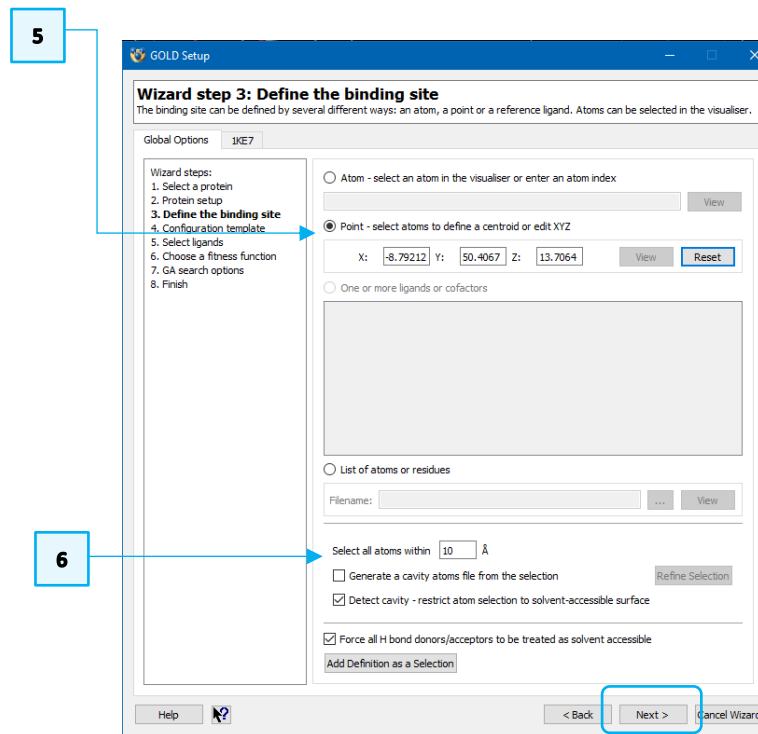 5
GOLD Setup
Wizard step 3: Define the binding site
The binding site can be defined by several different ways: an atom, a point or a reference ligand. Atoms can be selected in the visualiser.
Global Options 1KE7
Wizard steps:
1. Select a protein
2. Protein setup
3. Define the binding site
4. Configuration template
5. Select ligands
6. Choose a fitness function
7. GA search options
8. Finish
Atom - select an atom in the visualiser or enter an atom index
View
Point - select atoms to define a centroid or edit XYZ
X: -8.79212 Y: 50.4067 Z: 13.7064 View Reset
One or more ligands or cofactors
List of atoms or residues
Filename: ... View
6
Select all atoms within 10 Å
Generate a cavity atoms file from the selection Refine Selection
Detect cavity - restrict atom selection to solvent-accessible surface
Force all H bond donors/acceptors to be treated as solvent accessible
Add Definition as a Selection
Help ? < Back Next > Cancel Wizard